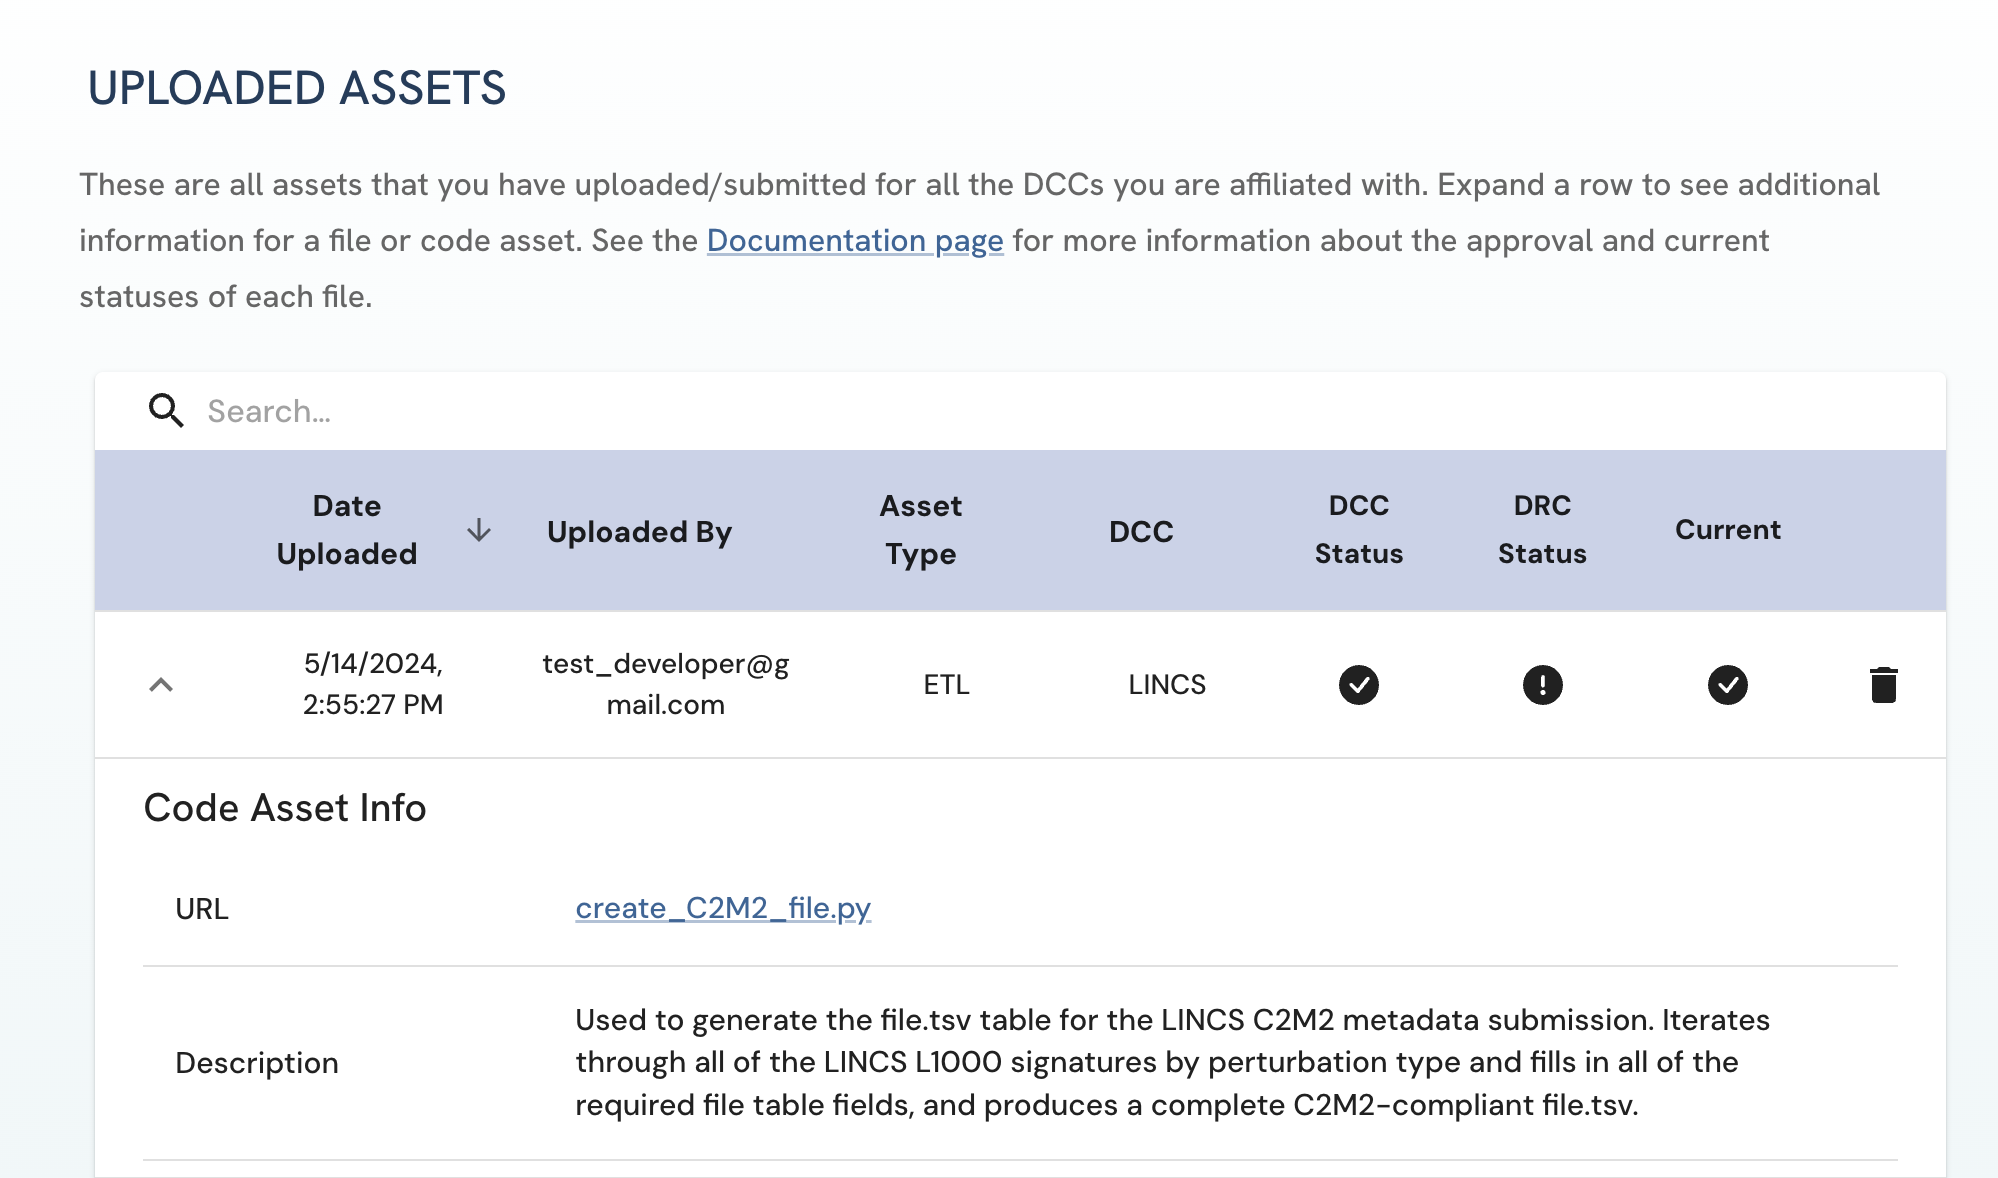 UPLOADED ASSETS
These are all assets that you have uploaded/submitted for all the DCCs you are affiliated with. Expand a row to see additional
information for a file or code asset. See the Documentation page for more information about the approval and current
statuses of each file.
Search...
Date
Uploaded
Uploaded By
Asset
Type
DCC
DCC
Status
DRC
Status
Current
5/14/2024,
2:55:27 PM
test_developer@g
mail.com
ETL
LINCS
Code Asset Info
URL
create_C2M2_file.py
Description
Used to generate the file.tsv table for the LINCS C2M2 metadata submission. Iterates
through all of the LINCS L1000 signatures by perturbation type and fills in all of the
required file table fields, and produces a complete C2M2-compliant file.tsv.